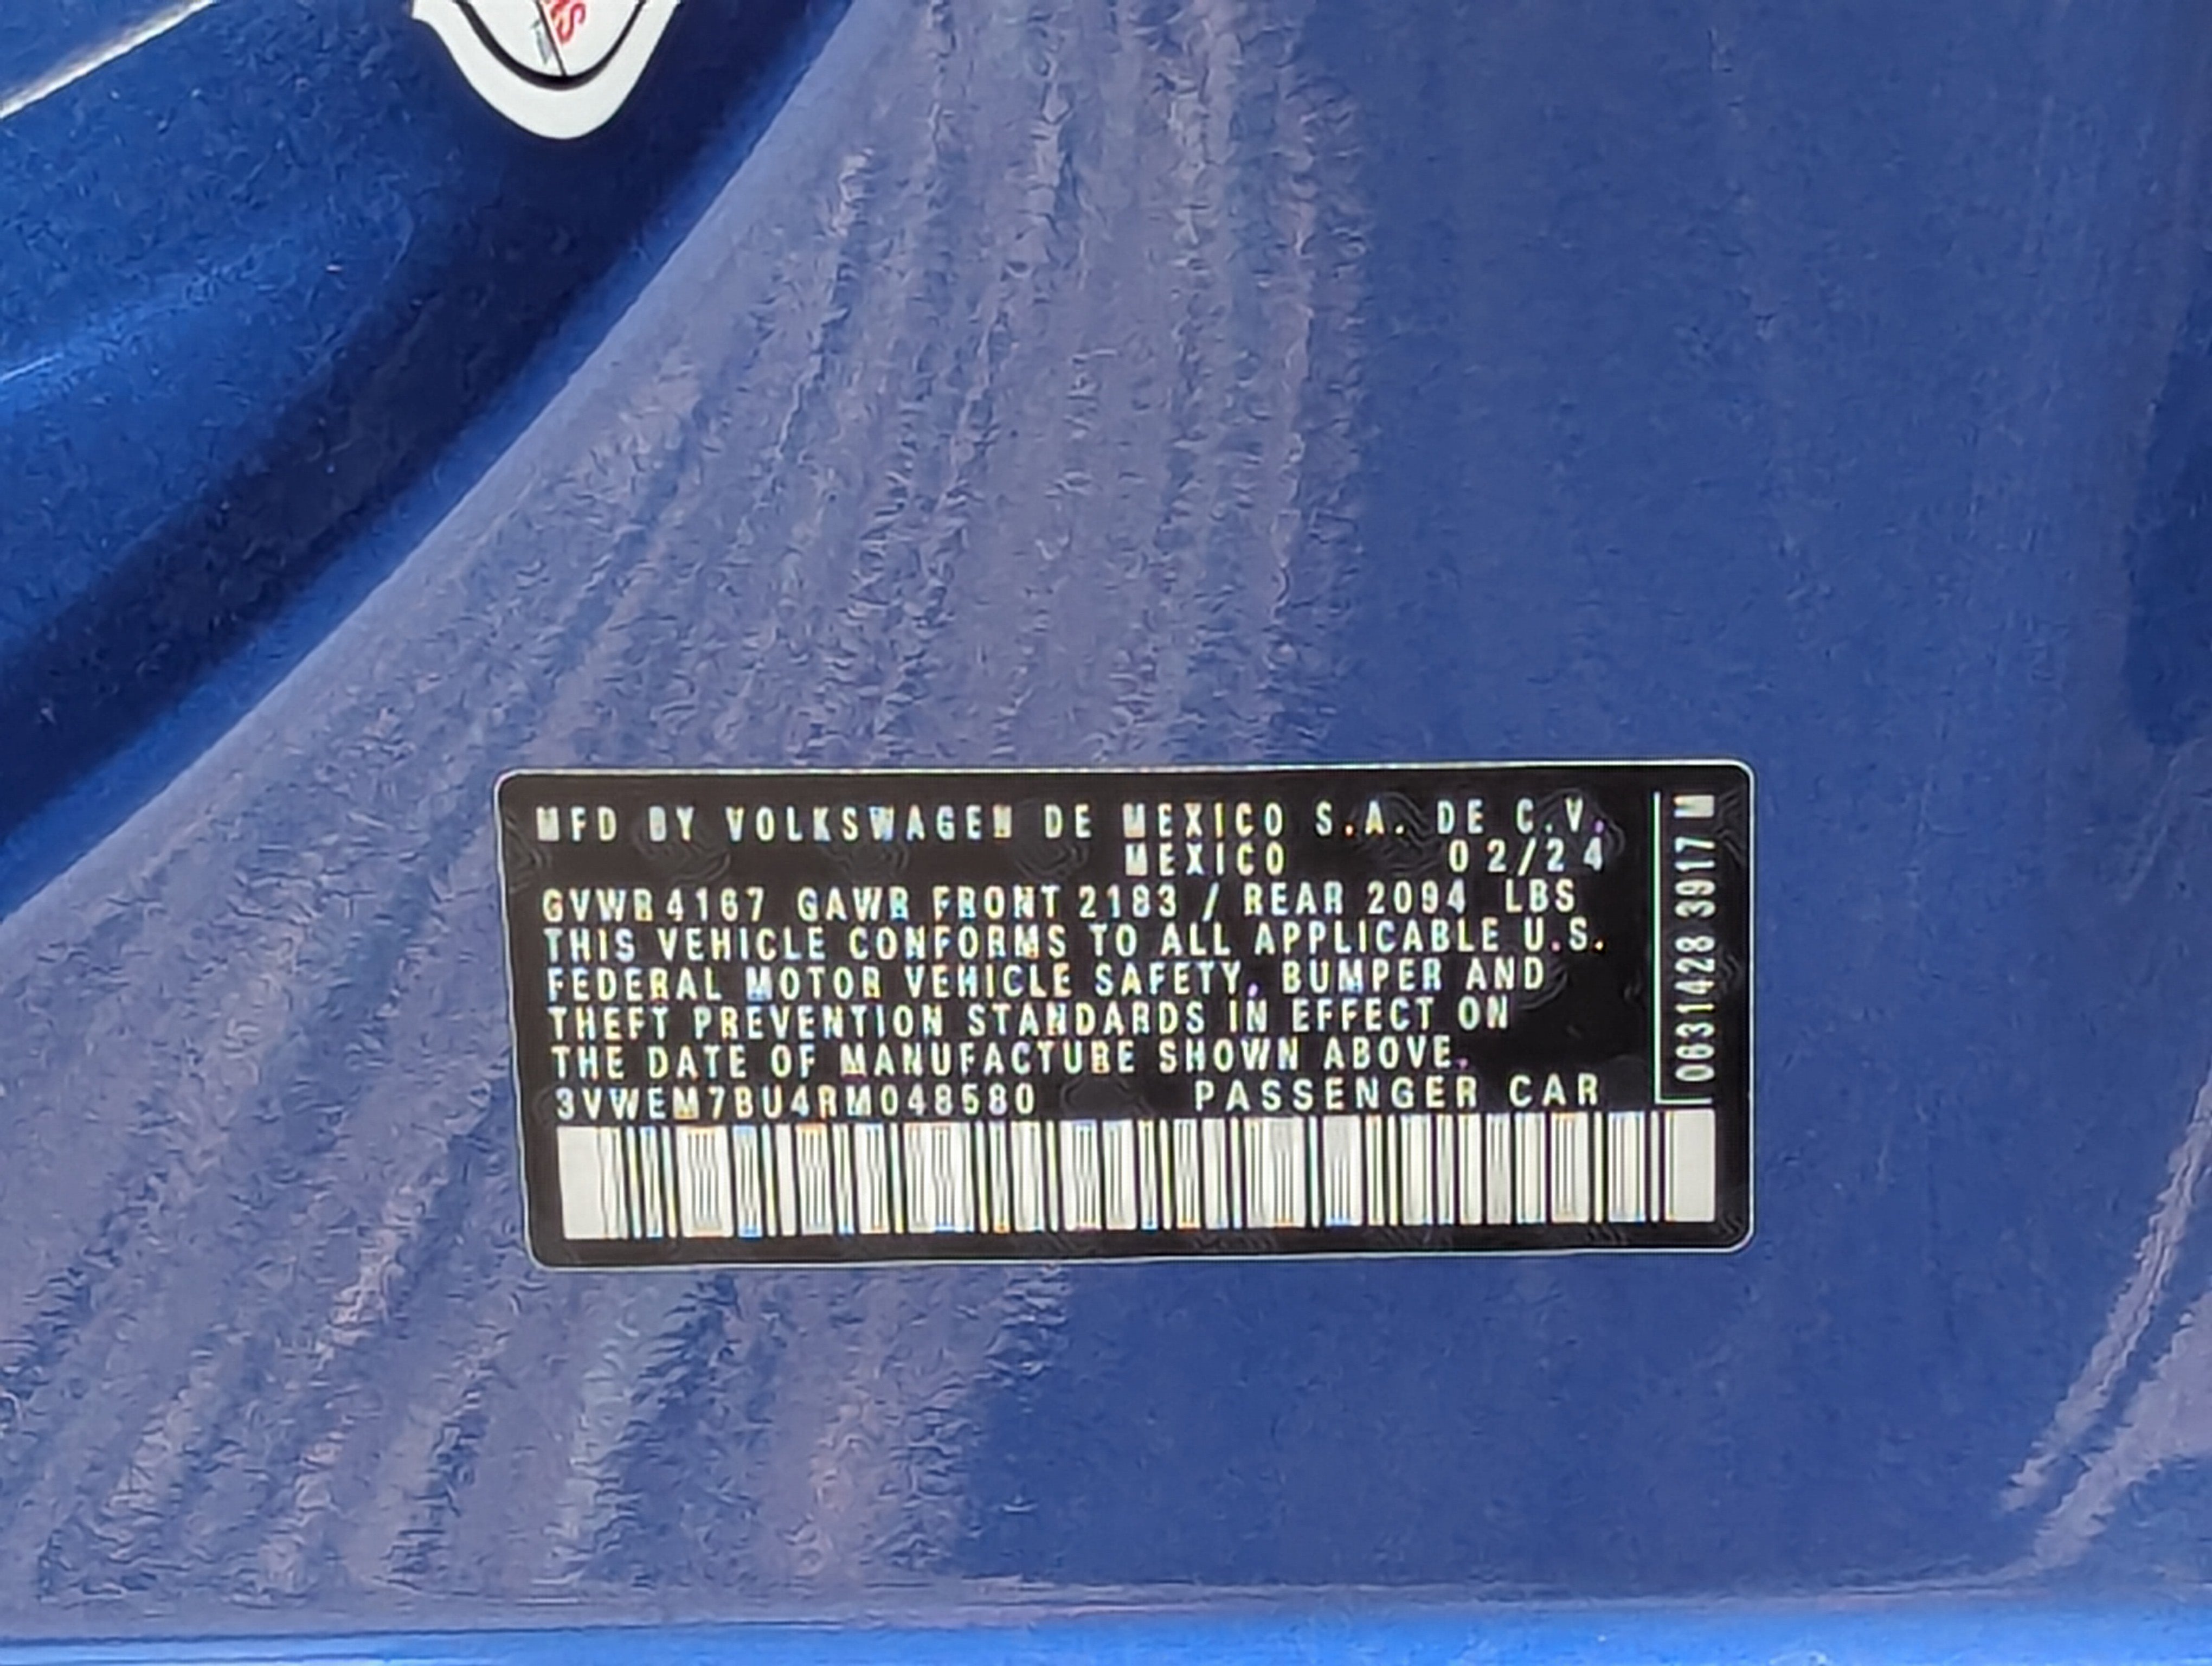 MFD BY VOLKSWAGEN DE MEXICO S.A. DE C.V.
MEXICO 02/24
GVWR 4167 GAWR FRONT 2183 / REAR 2094 LBS
THIS VEHICLE CONFORMS TO ALL APPLICABLE U.S.
FEDERAL MOTOR VEHICLE SAFETY, BUMPER AND
THEFT PREVENTION STANDARDS IN EFFECT ON
THE DATE OF MANUFACTURE SHOWN ABOVE.
3VWEM7BU4RM048580 PASSENGER CAR
0631428 3917 M